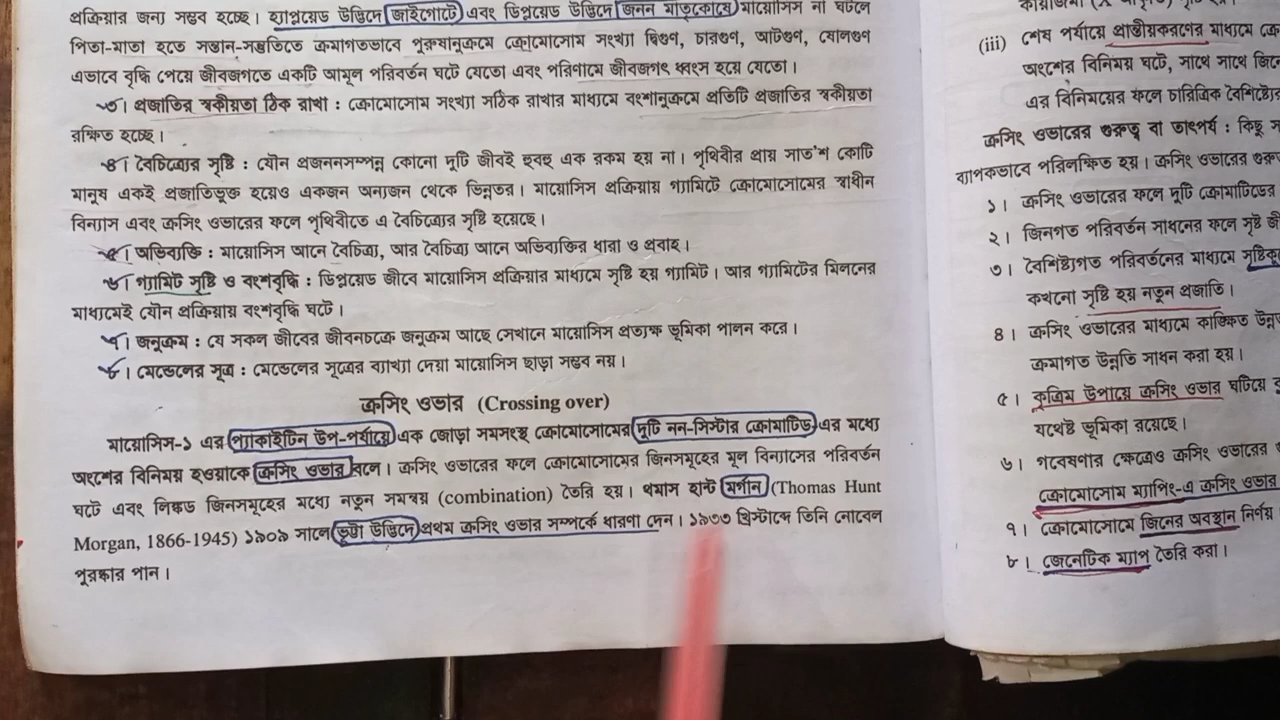 প্রক্রিয়ার জন্য সম্ভব হচ্ছে। হ্যাপ্লয়েড উদ্ভিদে জাইগোটে এবং ডিপ্লয়েড উদ্ভিদে জনন মাতৃকোষে মায়োসিস না ঘটলে
পিতা-মাতা হতে সন্তান-সন্ততিতে ক্রমাগতভাবে পুরুষানুক্রমে ক্রোমোসোম সংখ্যা দ্বিগুণ, চারগুণ, আটগুণ, ষোলগুণ
এভাবে বৃদ্ধি পেয়ে জীবজগতে একটি আমূল পরিবর্তন ঘটে যেতো এবং পরিণামে জীবজগৎ ধ্বংস হয়ে যেতো।
৩। প্রজাতির স্বকীয়তা ঠিক রাখা : ক্রোমোসোম সংখ্যা সঠিক রাখার মাধ্যমে বংশানুক্রমে প্রতিটি প্রজাতির স্বকীয়তা
রক্ষিত হচ্ছে।
৪। বৈচিত্র্যের সৃষ্টি : যৌন প্রজননসম্পন্ন কোনো দুটি জীবই হুবহু এক রকম হয় না। পৃথিবীর প্রায় সাত'শ কোটি
মানুষ একই প্রজাতিভুক্ত হয়েও একজন অন্যজন থেকে ভিন্নতর। মায়োসিস প্রক্রিয়ায় গ্যামিটে ক্রোমোসোমের স্বাধীন
বিন্যাস এবং ক্রসিং ওভারের ফলে পৃথিবীতে এ বৈচিত্র্যের সৃষ্টি হয়েছে।
৫। অভিব্যক্তি : মায়োসিস আনে বৈচিত্র্য, আর বৈচিত্র্য আনে অভিব্যক্তির ধারা ও প্রবাহ।
৬। গ্যামিট সৃষ্টি ও বংশবৃদ্ধি : ডিপ্লয়েড জীবে মায়োসিস প্রক্রিয়ার মাধ্যমে সৃষ্টি হয় গ্যামিট। আর গ্যামিটের মিলনের
মাধ্যমেই যৌন প্রক্রিয়ায় বংশবৃদ্ধি ঘটে।
৭। জনুক্রম : যে সকল জীবের জীবনচক্রে জনুক্রম আছে সেখানে মায়োসিস প্রত্যক্ষ ভূমিকা পালন করে।
৮। মেন্ডেলের সূত্র : মেন্ডেলের সূত্রের ব্যাখ্যা দেয়া মায়োসিস ছাড়া সম্ভব নয়।
ক্রসিং ওভার (Crossing over)
মায়োসিস-১ এর প্যাকাইটিন উপ-পর্যায়ে এক জোড়া সমসংস্থ ক্রোমোসোমের দুটি নন-সিস্টার ক্রোমাটিড এর মধ্যে
অংশের বিনিময় হওয়াকে ক্রসিং ওভার বলে। ক্রসিং ওভারের ফলে ক্রোমোসোমের জিনসমূহের মূল বিন্যাসের পরিবর্তন
ঘটে এবং লিঙ্কড জিনসমূহের মধ্যে নতুন সমন্বয় (combination) তৈরি হয়। থমাস হান্ট মর্গান (Thomas Hunt
Morgan, 1866-1945) ১৯০৯ সালে ভুট্টা উদ্ভিদে প্রথম ক্রসিং ওভার সম্পর্কে ধারণা দেন। ১৯৩৩ খ্রিস্টাব্দে তিনি নোবেল
পুরস্কার পান।
(iii) শেষ পর্যায়ে প্রান্তীয়করণের মাধ্যমে
অংশের বিনিময় ঘটে, সাথে সাথে
এর বিনিময়ের ফলে চারিত্রিক
ক্রসিং ওভারের গুরুত্ব বা তাৎপর্য : কিছু
ব্যাপকভাবে পরিলক্ষিত হয়। ক্রসিং ওভারের
১। ক্রসিং ওভারের ফলে দুটি ক্রোমাটিডের
২। জিনগত পরিবর্তন সাধনের ফলে সৃষ্ট
৩। বৈশিষ্ট্যগত পরিবর্তনের মাধ্যমে
কখনো সৃষ্টি হয় নতুন প্রজাতি।
৪। ক্রসিং ওভারের মাধ্যমে কাঙ্ক্ষিত
ক্রমাগত উন্নতি সাধন করা হয়।
৫। কৃত্রিম উপায়ে ক্রসিং ওভার ঘটিয়ে
যথেষ্ট ভূমিকা রয়েছে।
৬। গবেষণার ক্ষেত্রেও ক্রসিং ওভারের
ক্রোমোসোম ম্যাপিং-এ ক্রসিং ওভার
৭। ক্রোমোসোমে জিনের অবস্থান নির্ণয়
৮। জেনেটিক ম্যাপ তৈরি করা।